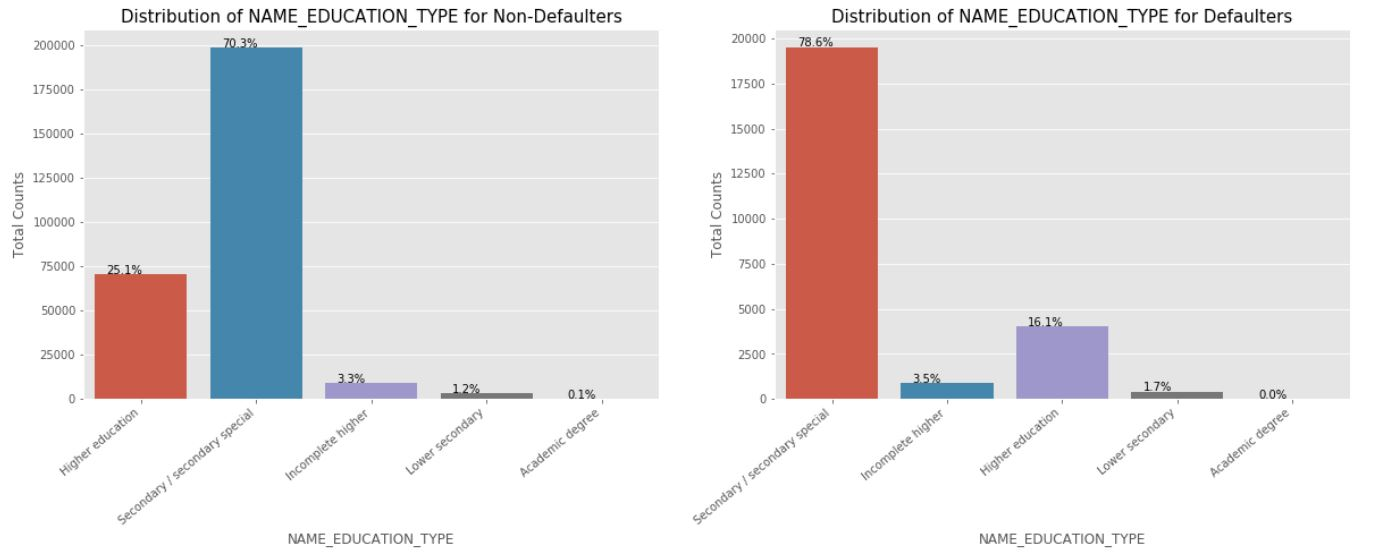 Distribution of NAME_EDUCATION_TYPE for Non-Defaulters
Total Counts
200000
175000
150000
125000
100000
75000
50000
25000
0
25.1%
70.3%
3.3%
1.2%
0.1%
Higher education
Secondary / secondary special
Incomplete higher
Lower secondary
Academic degree
NAME_EDUCATION_TYPE
Distribution of NAME_EDUCATION_TYPE for Defaulters
Total Counts
20000
17500
15000
12500
10000
7500
5000
2500
0
78.6%
3.5%
16.1%
1.7%
0.0%
Secondary / secondary special
Incomplete higher
Higher education
Lower secondary
Academic degree
NAME_EDUCATION_TYPE